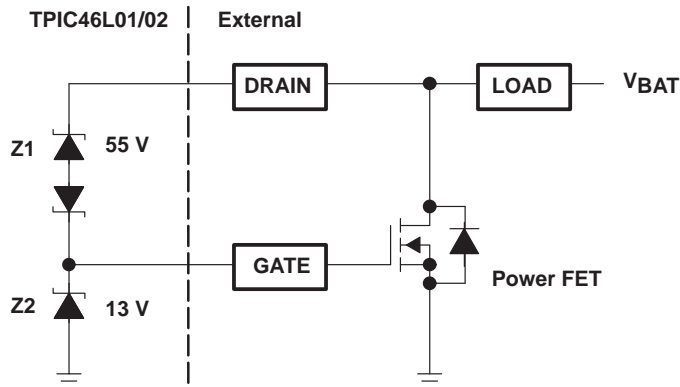 TPIC46L01/02 External
DRAIN LOAD VBAT
Z1 55 V
GATE
Power FET
Z2 13 V